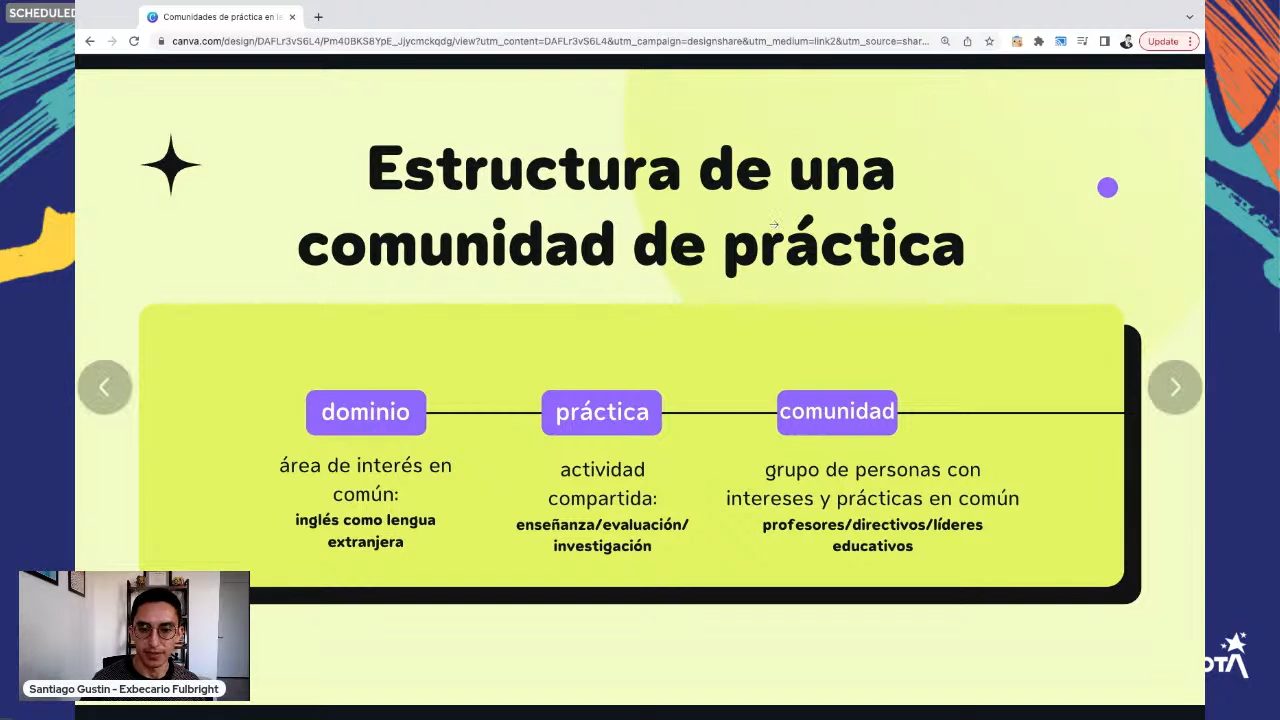 SCHEDULED
Comunidades de práctica en la
canva.com/design/DAFLr3vS6L4/Pm40BKS8YpE_Jjycmckqdg/view?utm_content=DAFLr3vS6L4&utm_campaign=designshare&utm_medium=link2&utm_source=shar...
Update
Estructura de una
comunidad de práctica
dominio
práctica
comunidad
área de interés en
común:
inglés como lengua
extranjera
actividad
compartida:
enseñanza/evaluación/
investigación
grupo de personas con
intereses y prácticas en común
profesores/directivos/líderes
educativos
Santiago Gustin - Exbecario Fulbright